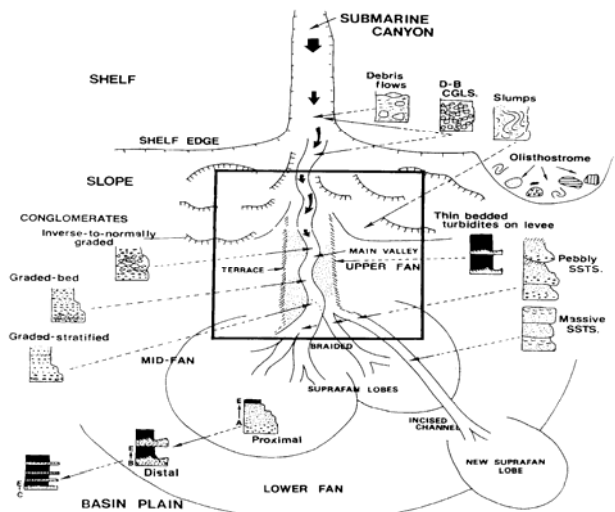 SUBMARINE
CANYON
SHELF
Debris
flows
D-B
CGLS.
Slumps
SHELF EDGE
Olisthostrome
SLOPE
CONGLOMERATES
Inverse-to-normally
graded
Thin bedded
turbidites on levee
MAIN VALLEY
Pebbly
SSTS.
TERRACE
UPPER FAN
Graded-bed
Massive
SSTS.
Graded-stratified
BRAIDED
MID-FAN
SUPRAFAN LOBES
INCISED
CHANNEL
E
A
Proximal
E
B
Distal
NEW SUPRAFAN
LOBE
E
C
LOWER FAN
BASIN PLAIN